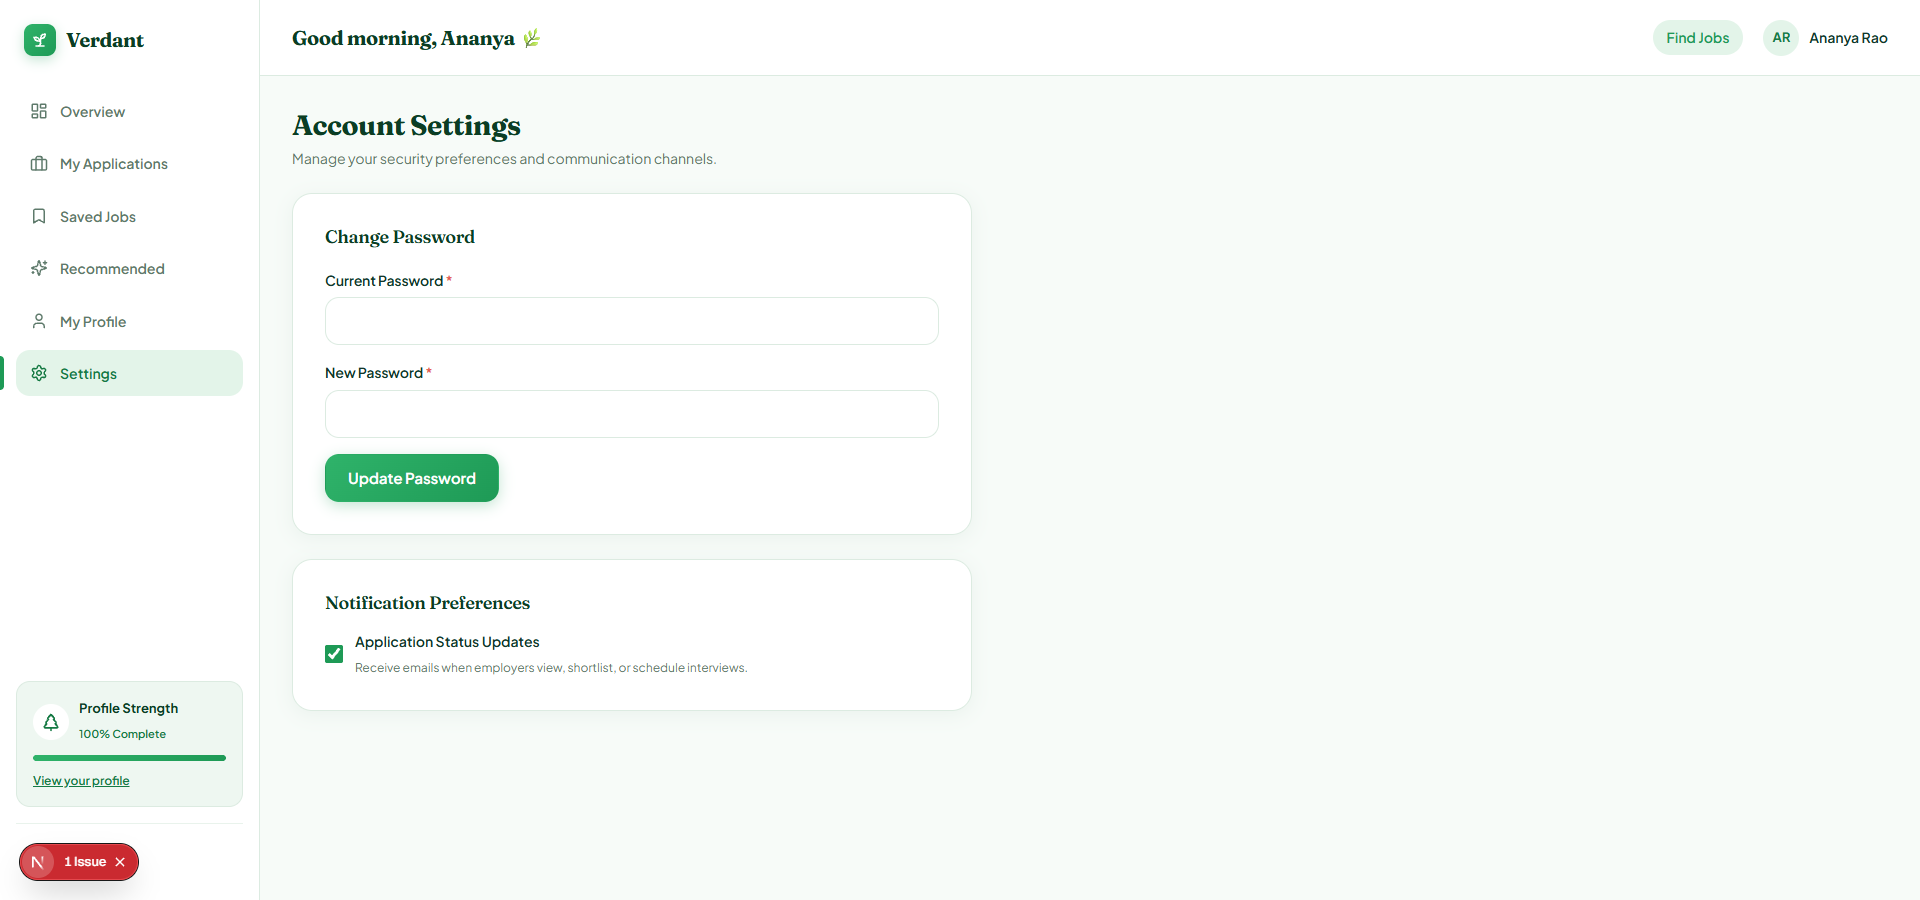 Verdant
Overview
My Applications
Saved Jobs
Recommended
My Profile
Settings
Profile Strength
100% Complete
View your profile
N
1 Issue
Good morning, Ananya
Find Jobs
AR
Ananya Rao
Account Settings
Manage your security preferences and communication channels.
Change Password
Current Password *
New Password *
Update Password
Notification Preferences
Application Status Updates
Receive emails when employers view, shortlist, or schedule interviews.